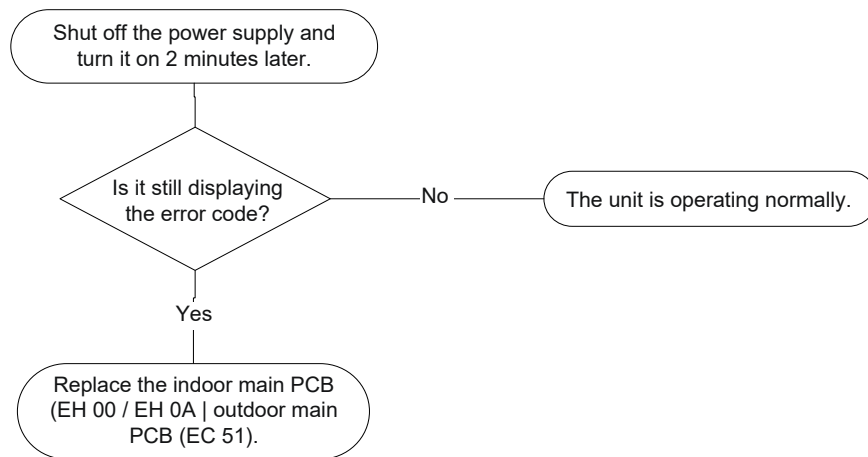 Shut off the power supply and
turn it on 2 minutes later.
Is it still displaying
the error code?
No
The unit is operating normally.
Yes
Replace the indoor main PCB
(EH 00 / EH 0A | outdoor main
PCB (EC 51).